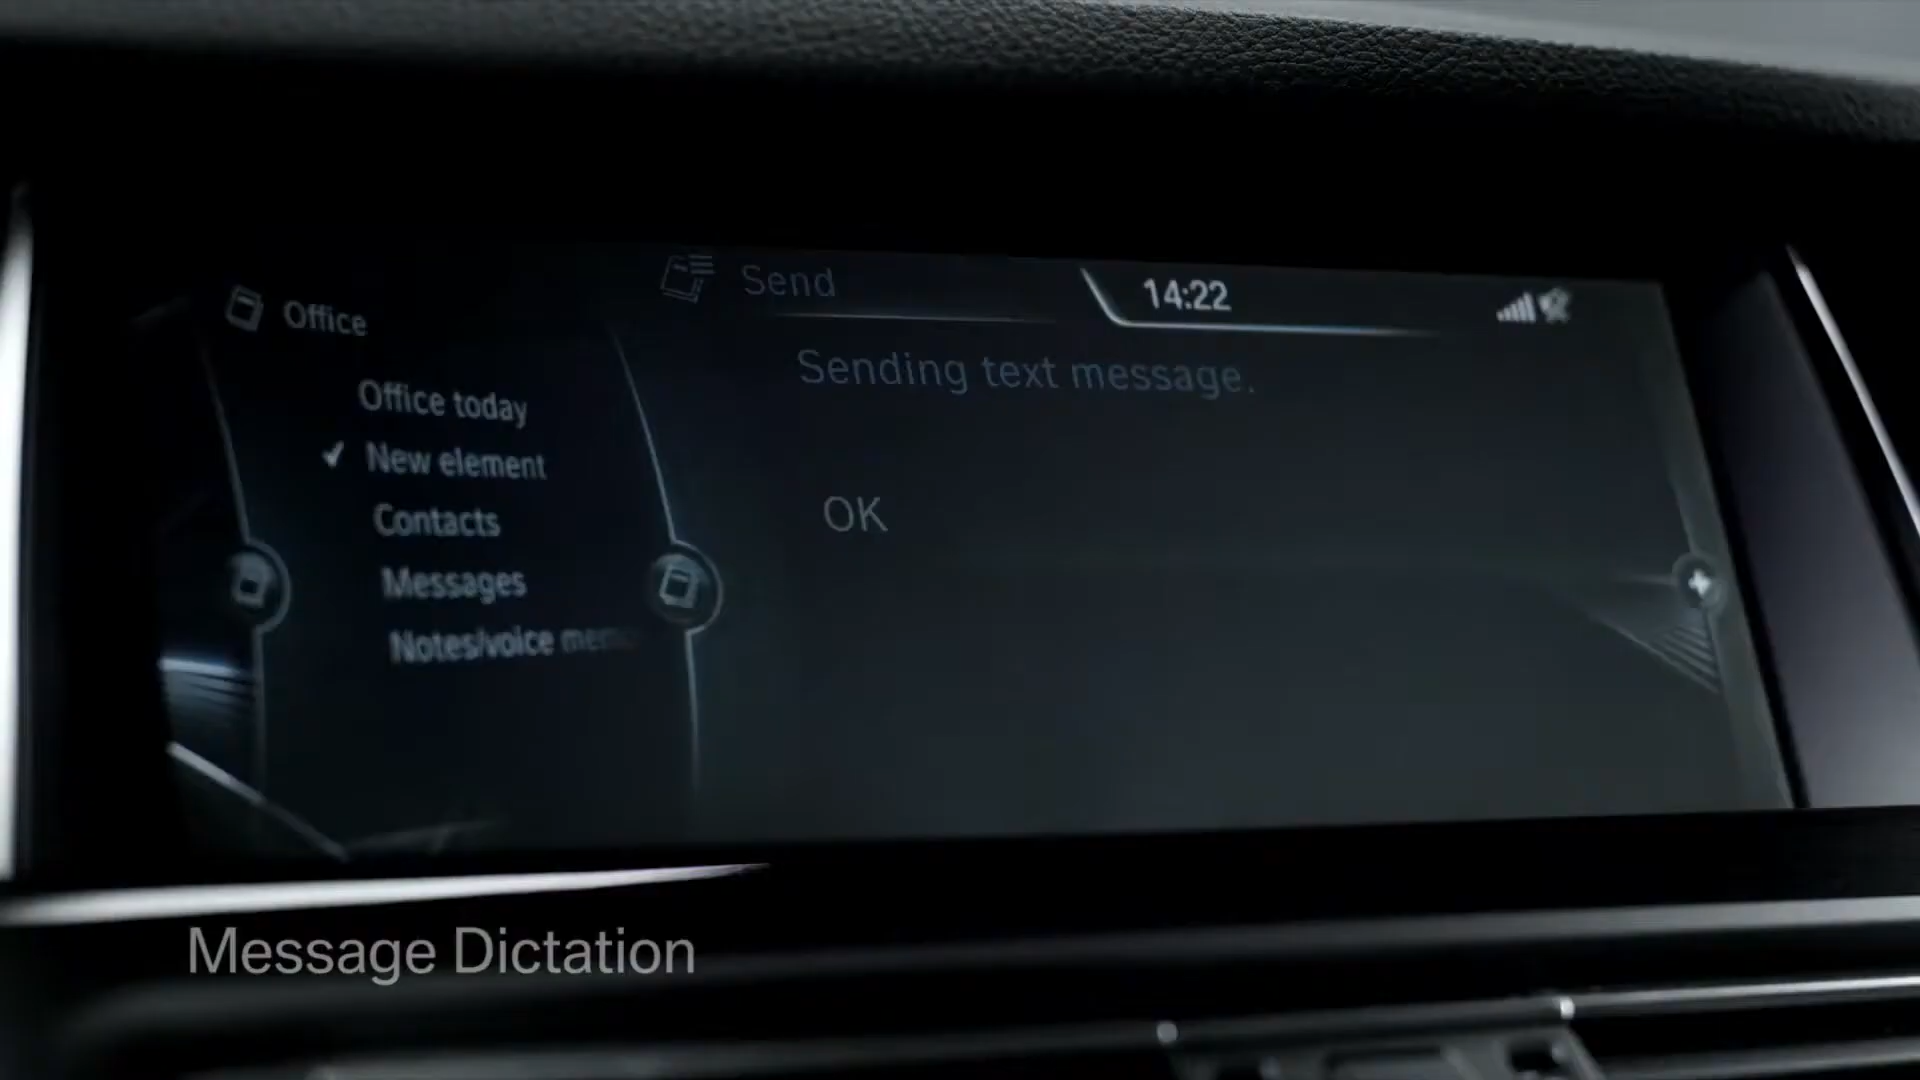 Office
Office today
✓ New element
Contacts
Messages
Notes/voice
Send
14:22
Sending text message.
OK
Message Dictation